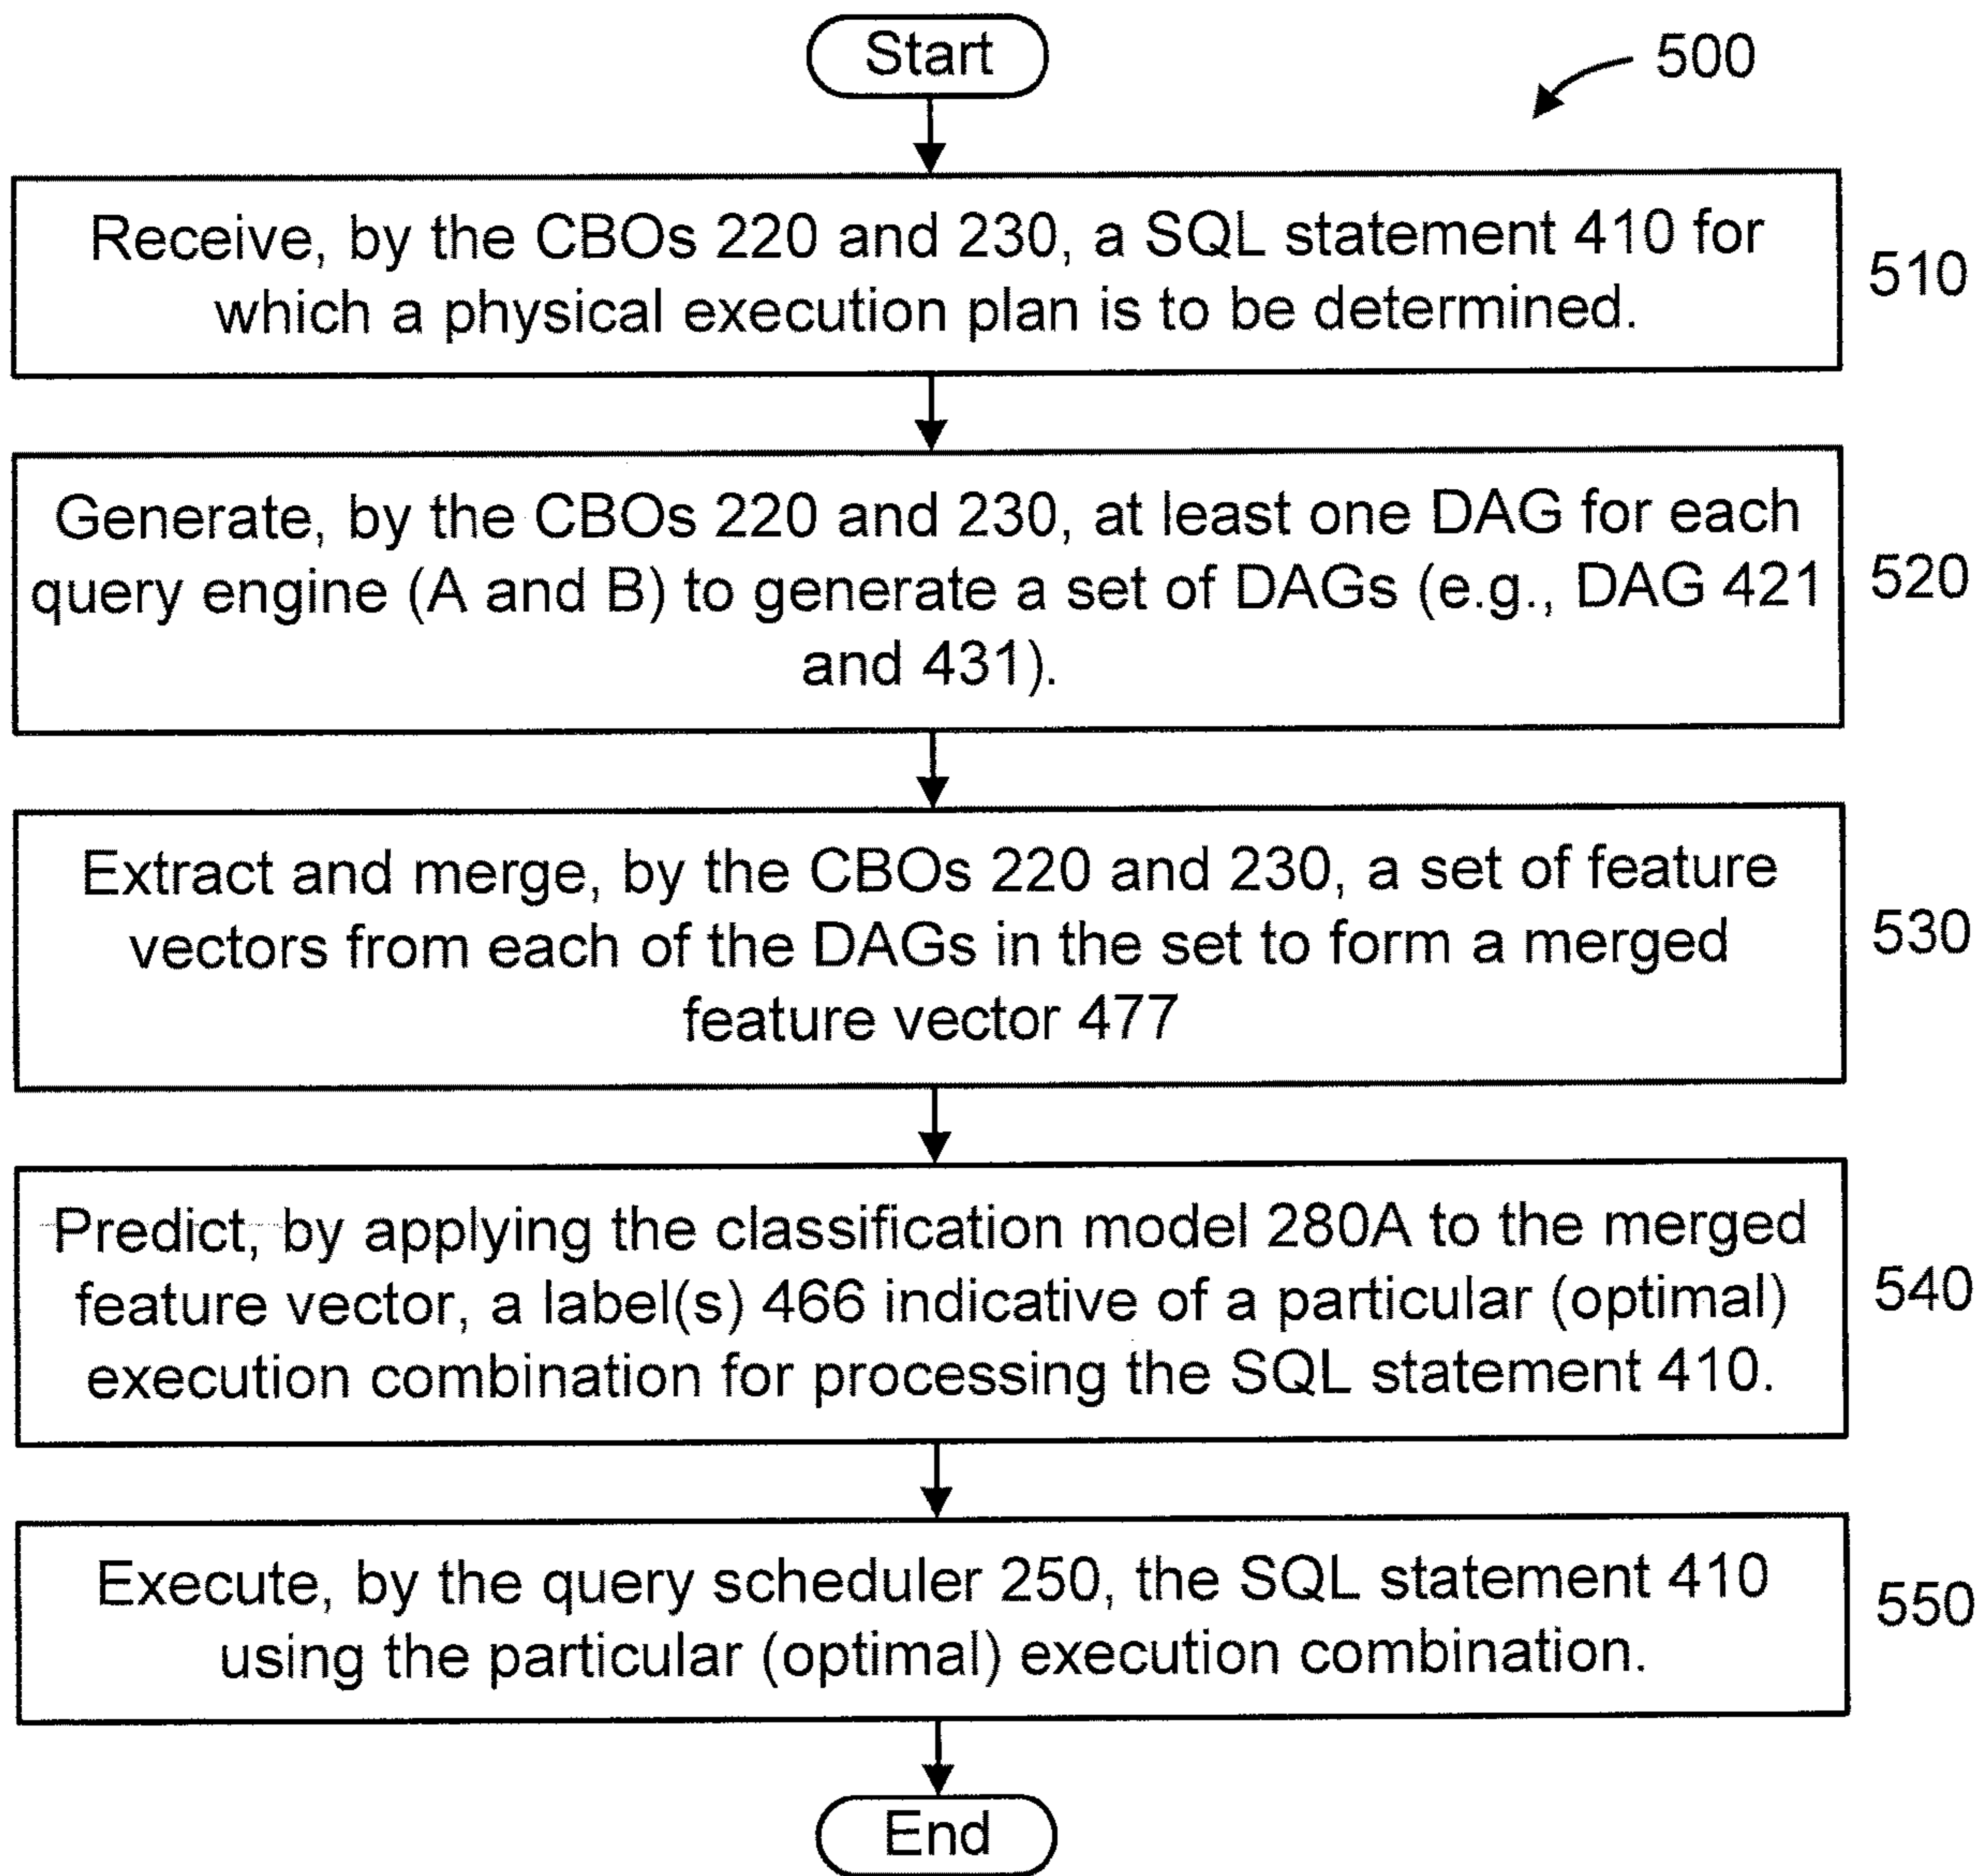 Start
500
Receive, by the CBOs 220 and 230, a SQL statement 410 for
which a physical execution plan is to be determined.
510
Generate, by the CBOs 220 and 230, at least one DAG for each
query engine (A and B) to generate a set of DAGs (e.g., DAG 421
and 431).
520
Extract and merge, by the CBOs 220 and 230, a set of feature
vectors from each of the DAGs in the set to form a merged
feature vector 477
530
Predict, by applying the classification model 280A to the merged
feature vector, a label(s) 466 indicative of a particular (optimal)
execution combination for processing the SQL statement 410.
540
Execute, by the query scheduler 250, the SQL statement 410
using the particular (optimal) execution combination.
550
End